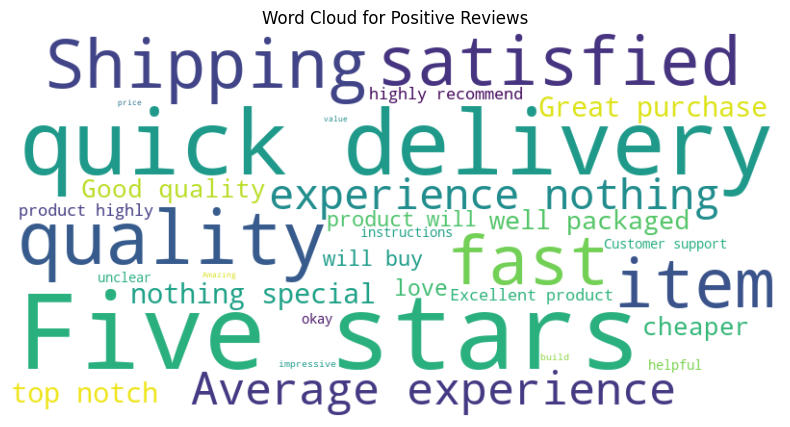 Word Cloud for Positive Reviews
Shipping
satisfied
price
highly recommend
Great purchase
value
quick delivery
Good quality
experience nothing
product highly
product will
well packaged
quality
instructions
fast
Customer support
will buy
unclear
Amazing
item
nothing special
love
Excellent product
Five stars
okay
cheaper
build
impressive
helpful
top notch
Average experience